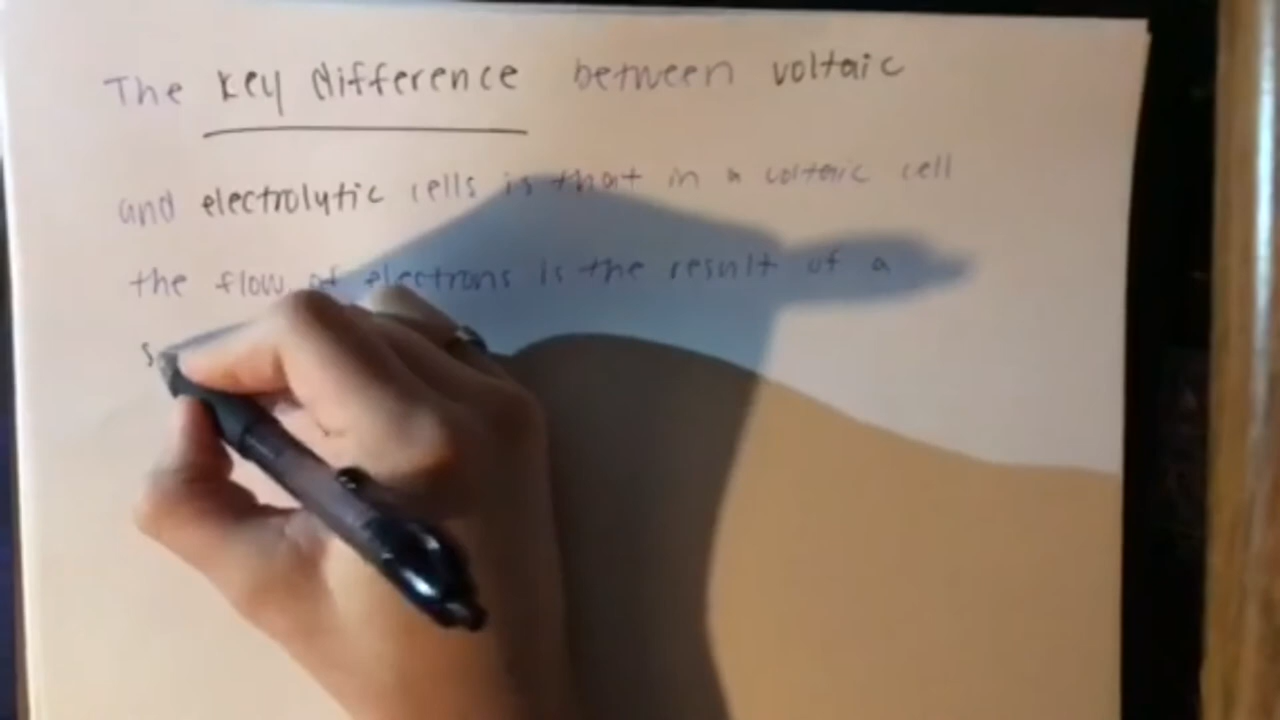 The key difference between voltaic
and electrolytic cells is that in a voltaic cell
the flow of electrons is the result of a
s